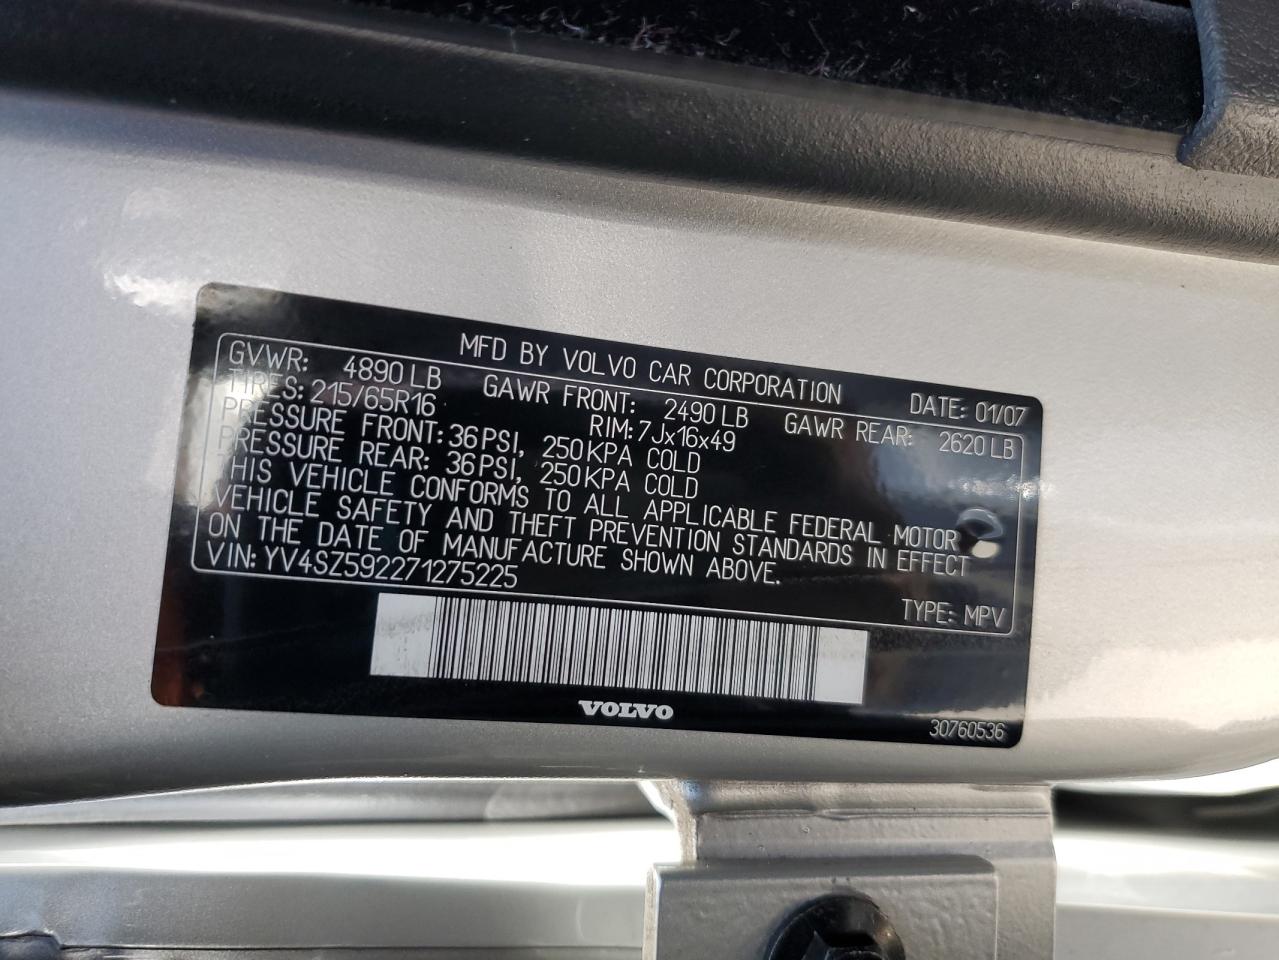 MFD BY VOLVO CAR CORPORATION DATE: 01/07
GVWR: 4890 LB GAWR FRONT: 2490 LB GAWR REAR: 2620 LB
TIRES: 215/65R16 RIM: 7Jx16x49
PRESSURE FRONT: 36 PSI, 250 KPA COLD
PRESSURE REAR: 36 PSI, 250 KPA COLD
THIS VEHICLE CONFORMS TO ALL APPLICABLE FEDERAL MOTOR
VEHICLE SAFETY AND THEFT PREVENTION STANDARDS IN EFFECT
ON THE DATE OF MANUFACTURE SHOWN ABOVE.
VIN: YV4SZ592271275225 TYPE: MPV
VOLVO
30760536